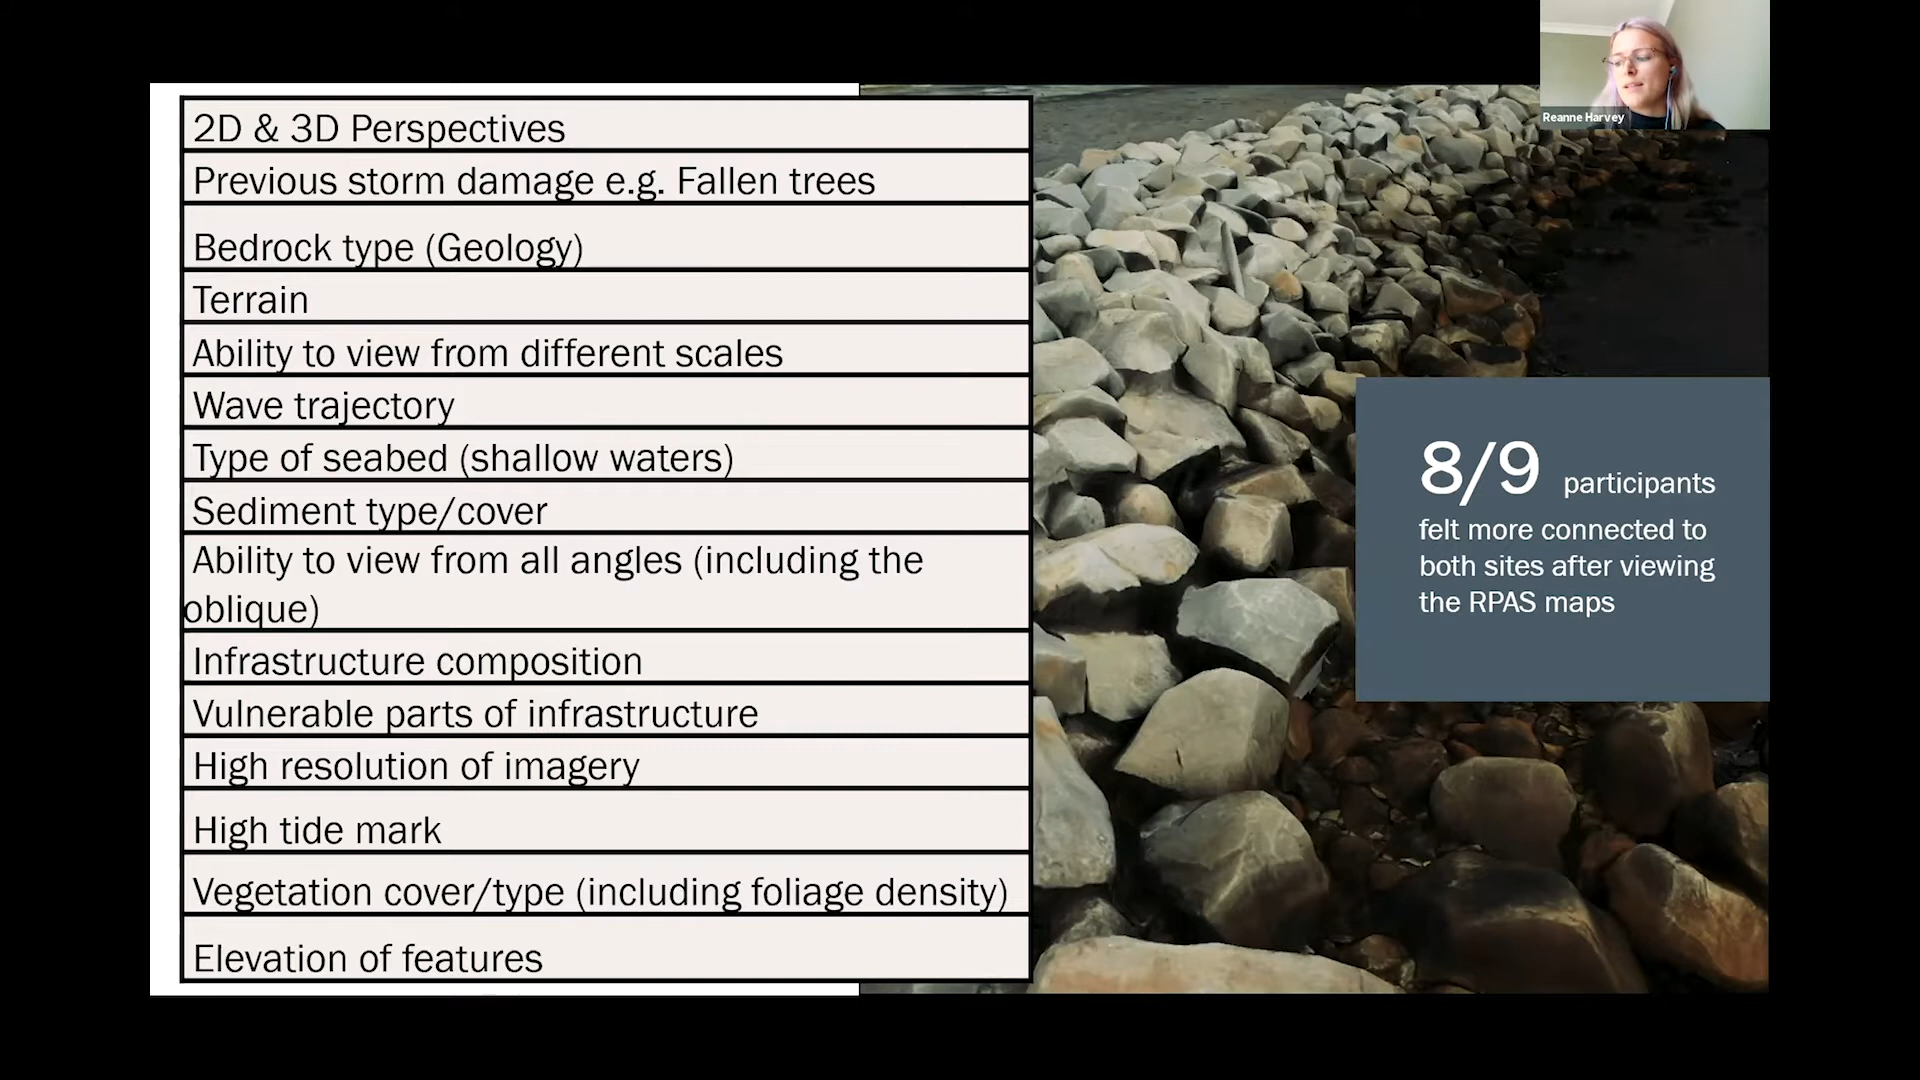 Reanne Harvey
2D & 3D Perspectives
Previous storm damage e.g. Fallen trees
Bedrock type (Geology)
Terrain
Ability to view from different scales
Wave trajectory
Type of seabed (shallow waters)
Sediment type/cover
Ability to view from all angles (including the
oblique)
Infrastructure composition
Vulnerable parts of infrastructure
High resolution of imagery
High tide mark
Vegetation cover/type (including foliage density)
Elevation of features
8/9 participants
felt more connected to
both sites after viewing
the RPAS maps